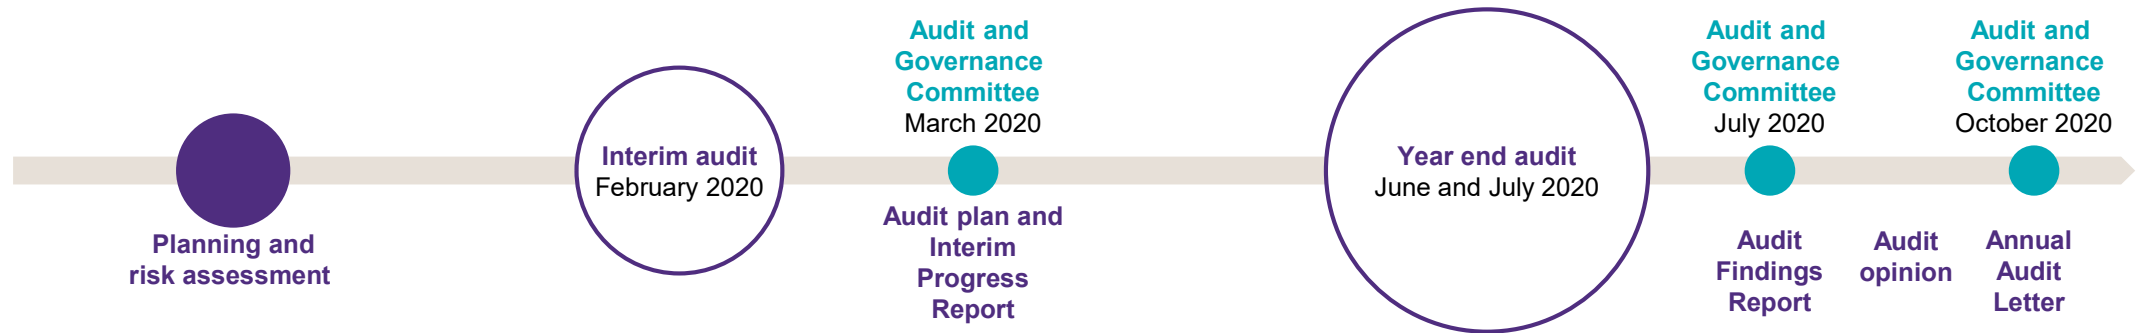 Planning and
risk assessment
Interim audit
February 2020
Audit and
Governance
Committee
March 2020
Audit plan and
Interim
Progress
Report
Year end audit
June and July 2020
Audit and
Governance
Committee
July 2020
Audit
Findings
Report
Audit
opinion
Audit and
Governance
Committee
October 2020
Annual
Audit
Letter